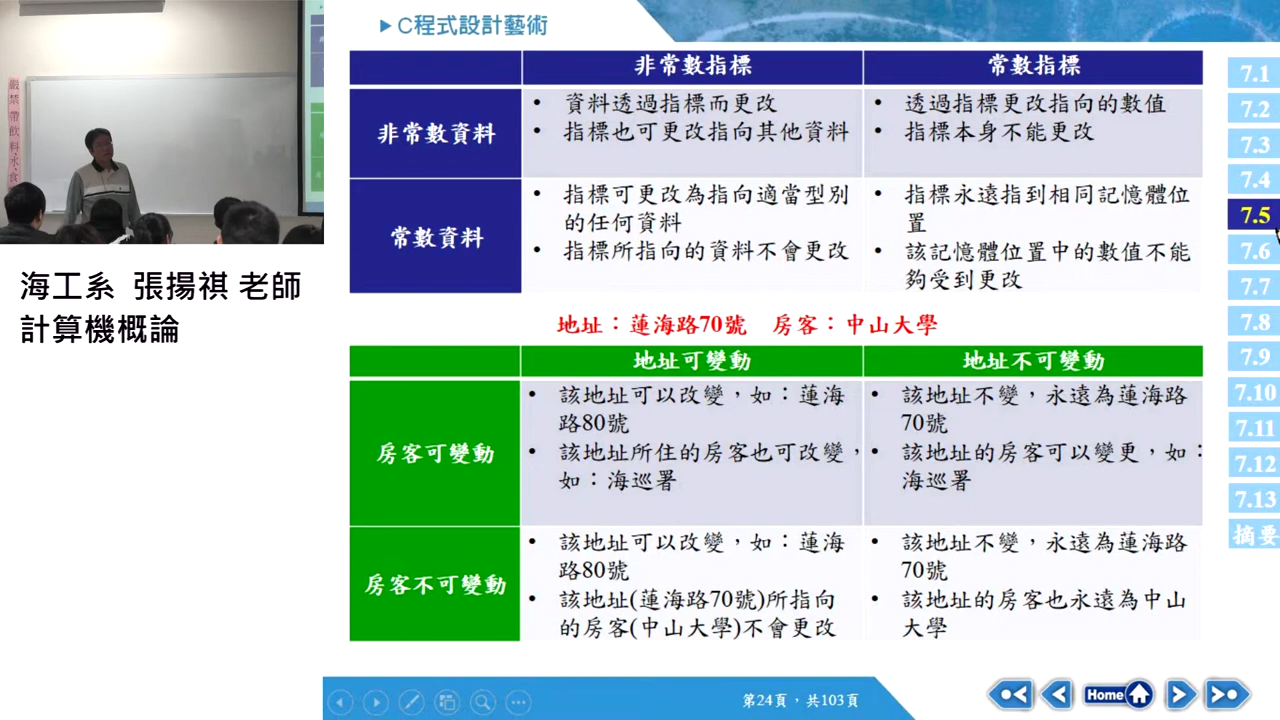 嚴禁帶飲料水、食
海工系 張揚祺 老師
計算機概論
C程式設計藝術
非常數指標
常數指標
非常數資料
• 資料透過指標而更改
• 指標也可更改指向其他資料
• 透過指標更改指向的數值
• 指標本身不能更改
常數資料
• 指標可更改為指向適當型別
的任何資料
• 指標所指向的資料不會更改
• 指標永遠指到相同記憶體位
置
• 該記憶體位置中的數值不能
夠受到更改
地址：蓮海路70號 房客：中山大學
地址可變動
地址不可變動
房客可變動
• 該地址可以改變，如：蓮海
路80號
• 該地址所住的房客也可改變，
如：海巡署
• 該地址不變，永遠為蓮海路
70號
• 該地址的房客可以變更，如：
海巡署
房客不可變動
• 該地址可以改變，如：蓮海
路80號
• 該地址(蓮海路70號)所指向
的房客(中山大學)不會更改
• 該地址不變，永遠為蓮海路
70號
• 該地址的房客也永遠為中山
大學
7.1
7.2
7.3
7.4
7.5
7.6
7.7
7.8
7.9
7.10
7.11
7.12
7.13
摘要
第24頁，共103頁
Home